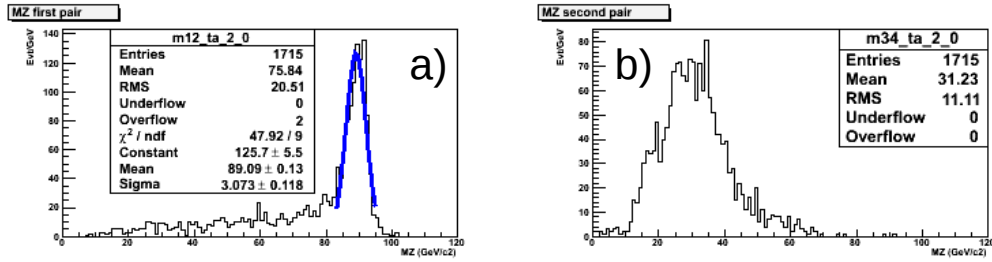 MZ first pair
Evt/GeV
140
120
100
80
60
40
20
0
m12_ta_2_0
Entries 1715
Mean 75.84
RMS 20.51
Underflow 0
Overflow 2
χ² / ndf 47.92 / 9
Constant 125.7 ± 5.5
Mean 89.09 ± 0.13
Sigma 3.073 ± 0.118
a)
0 20 40 60 80 100 120
MZ (GeV/c2)
MZ second pair
Evt/GeV
80
70
60
50
40
30
20
10
0
b)
m34_ta_2_0
Entries 1715
Mean 31.23
RMS 11.11
Underflow 0
Overflow 0
0 20 40 60 80 100 120
MZ (GeV/c2)